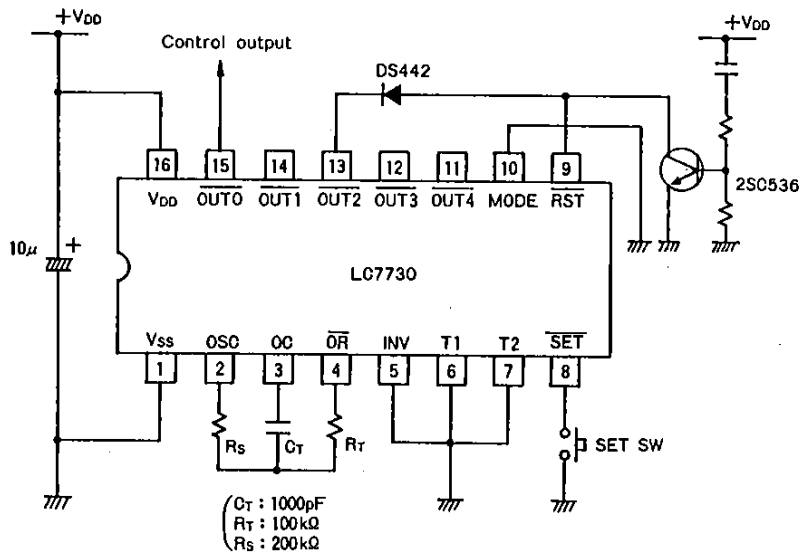 +VDD
Control output
DS442
+VDD
16 15 14 13 12 11 10 9
VDD OUT0 OUT1 OUT2 OUT3 OUT4 MODE RST
2SC536
10μ +
LC7730
VSS OSC OC OR INV T1 T2 SET
1 2 3 4 5 6 7 8
RS CT RT
SET SW
CT : 1000pF
RT : 100kΩ
RS : 200kΩ